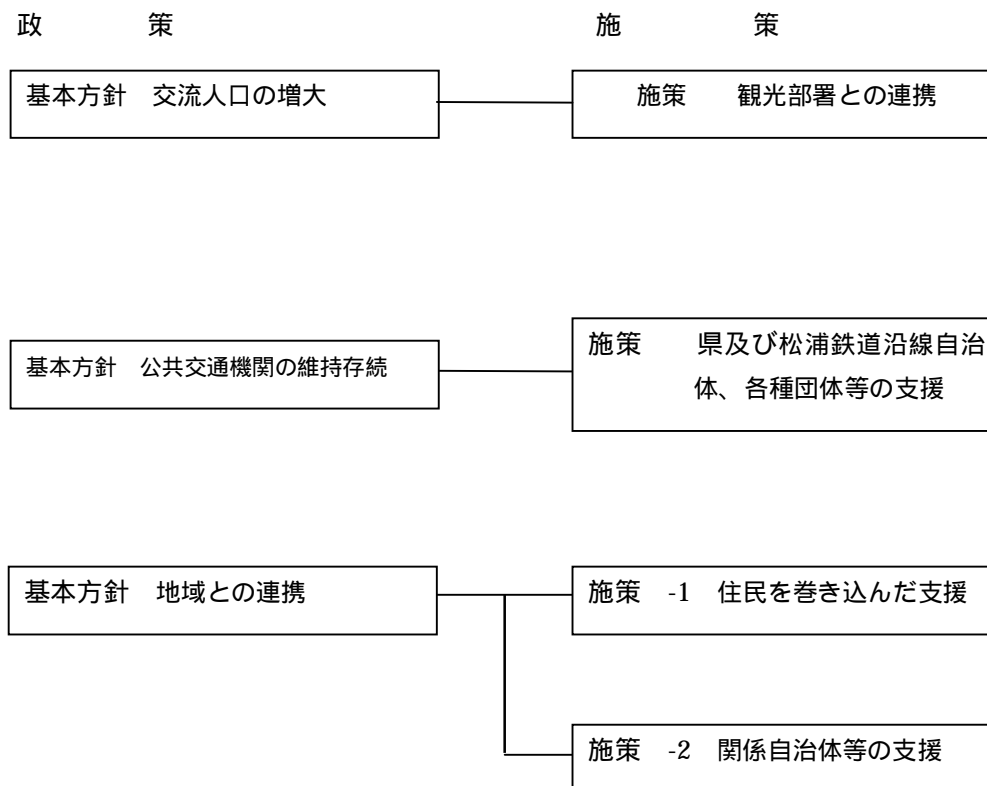 政　　　　策　　　　　　　　施　　　　策
基本方針　交流人口の増大
施策　　観光部署との連携
基本方針　公共交通機関の維持存続
施策　　県及び松浦鉄道沿線自治
体、各種団体等の支援
基本方針　地域との連携
施策　-1　住民を巻き込んだ支援
施策　-2　関係自治体等の支援